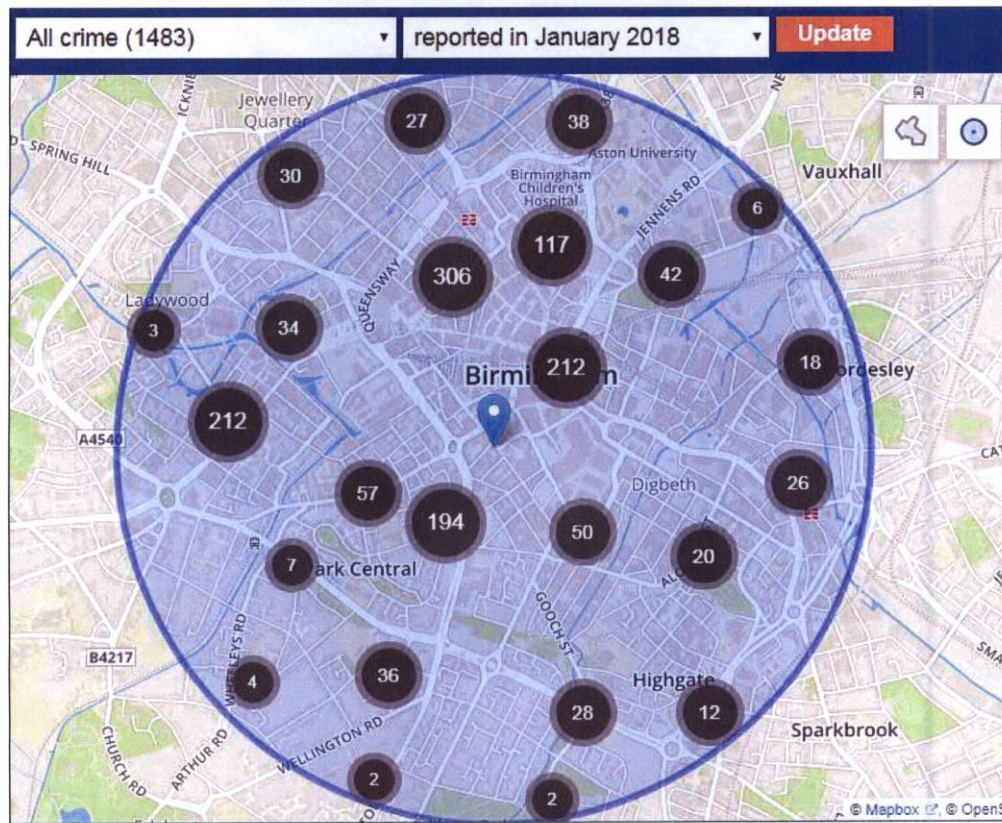 All crime (1483)
reported in January 2018
Update
Jewellery
Quarter
27
38
SPRING HILL
30
Aston University
Birmingham
Children's
Hospital
JENNENS RD
Vauxhall
6
117
306
42
QUEENSWAY
Ladywood
3
34
212
18
Birmi
m
ordesley
212
A4540
57
194
50
Digbeth
26
20
7
ark Central
GOOCH ST
B4217
4
36
Highgate
28
12
WELLINGTON RD
ARTHUR RD
CHURCH RD
Sparkbrook
2
2
© Mapbox
© OpenS